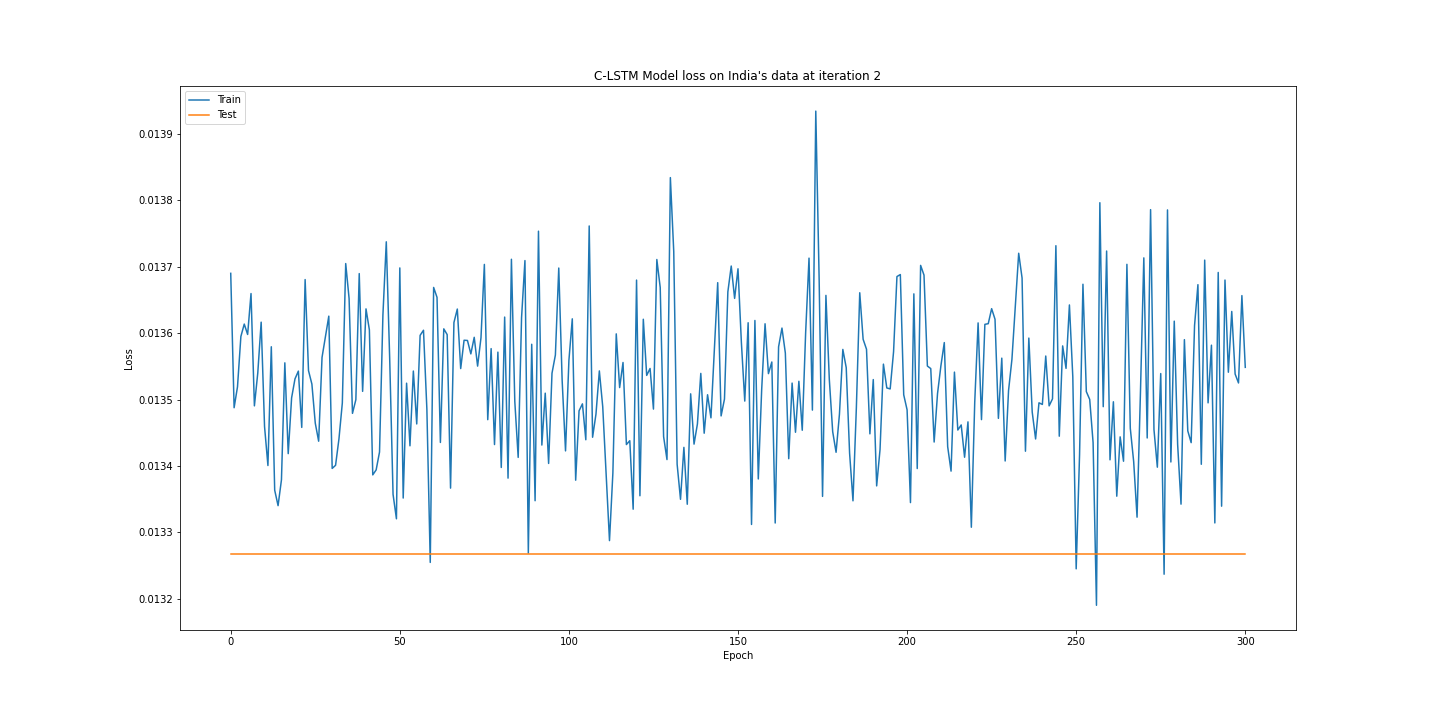 C-LSTM Model loss on India's data at iteration 2
Train
Test
0.0139
0.0138
0.0137
0.0136
0.0135
0.0134
0.0133
0.0132
Loss
0 50 100 150 200 250 300
Epoch